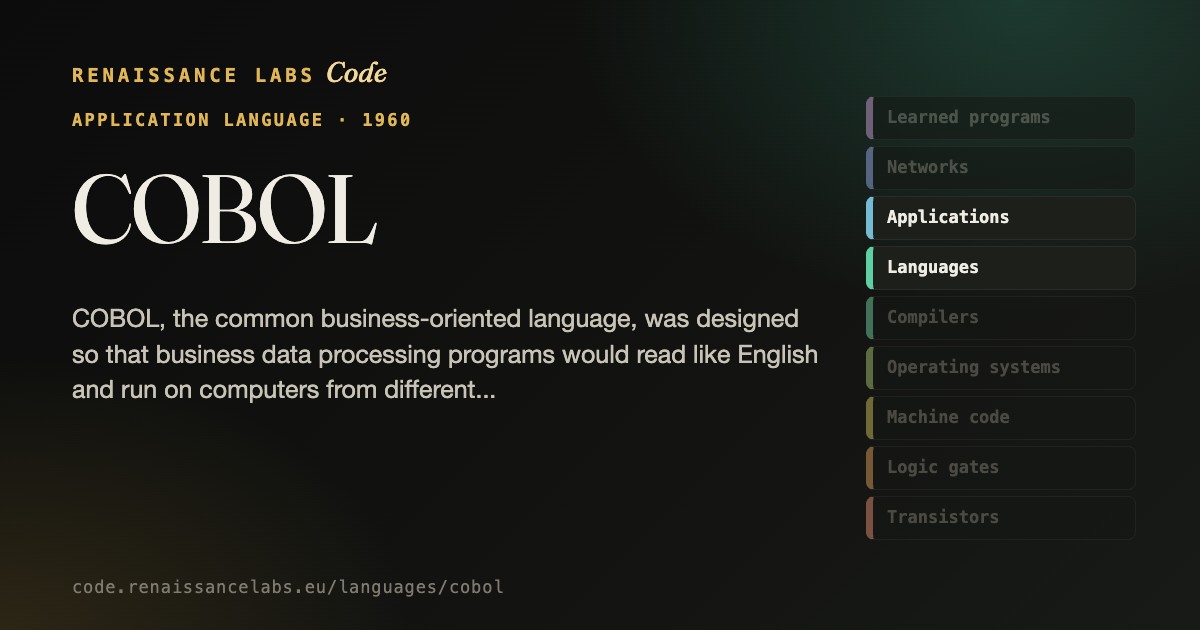 RENAISSANCE LABS Code
APPLICATION LANGUAGE · 1960
COBOL
COBOL, the common business-oriented language, was designed
so that business data processing programs would read like English
and run on computers from different...
Learned programs
Networks
Applications
Languages
Compilers
Operating systems
Machine code
Logic gates
Transistors
code.renaissancelabs.eu/languages/cobol